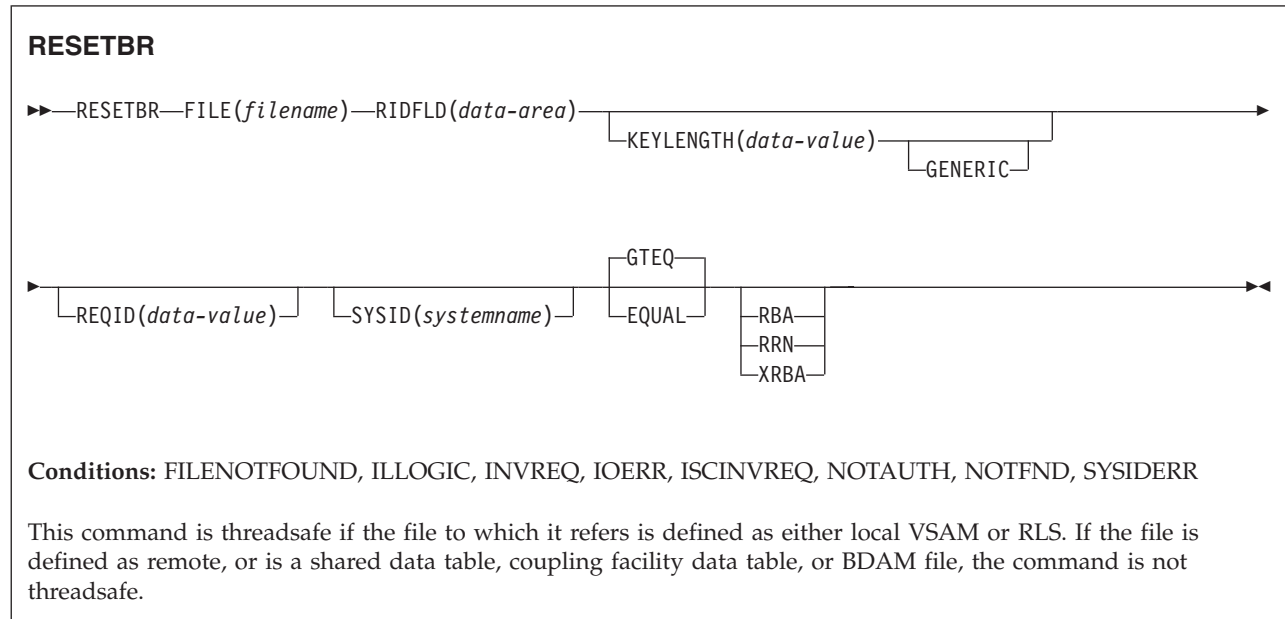 RESETBR
RESETBR FILE(filename) RIDFLD(data-area)
KEYLENGTH(data-value)
GENERIC
GTEQ
REQID(data-value) SYSID(systemname) EQUAL RBA
RRN
XRBA
Conditions: FILENOTFOUND, ILLOGIC, INVREQ, IOERR, ISCINVREQ, NOTAUTH, NOTFND, SYSIDERR
This command is threadsafe if the file to which it refers is defined as either local VSAM or RLS. If the file is
defined as remote, or is a shared data table, coupling facility data table, or BDAM file, the command is not
threadsafe.